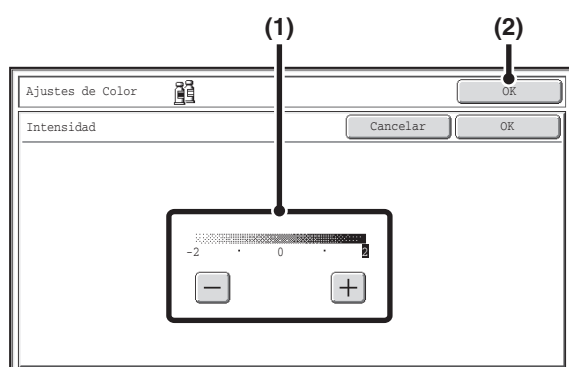 (1) (2)
Ajustes de Color OK
Intensidad Cancelar OK
-2 · 0 · 2
− +